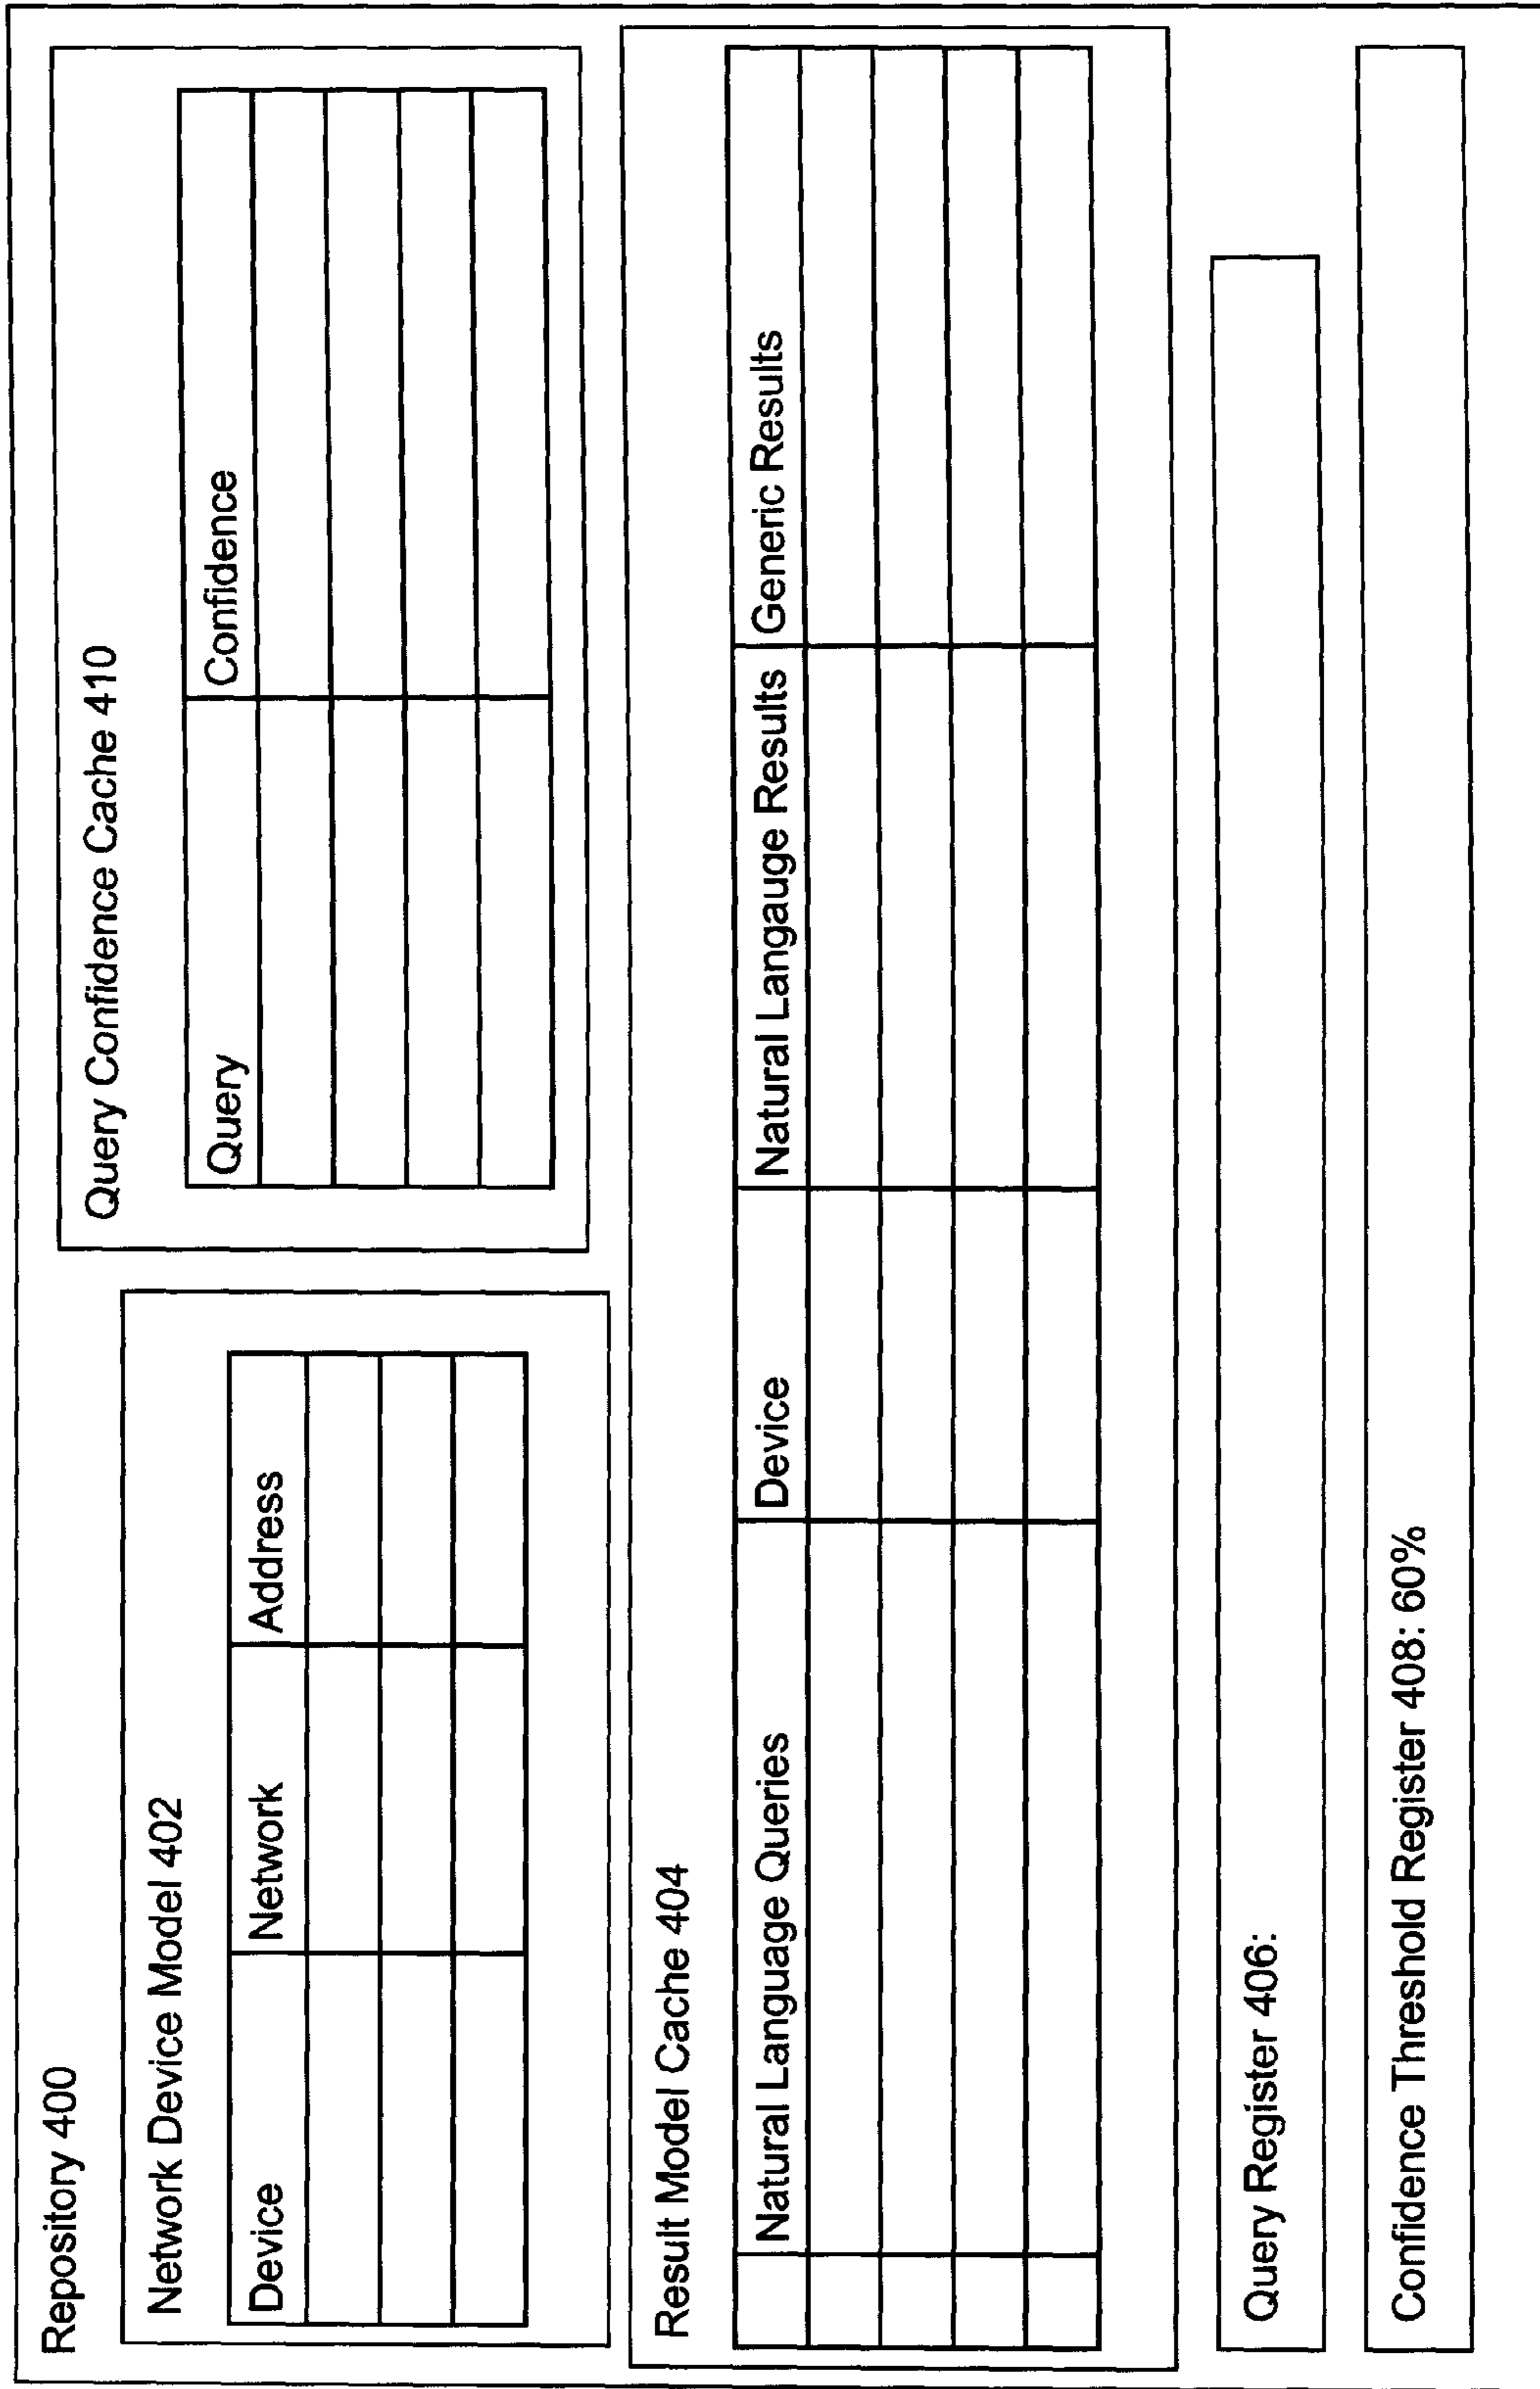 Repository 400
Network Device Model 402
Device Network Address
Query Confidence Cache 410
Query Confidence
Result Model Cache 404
Natural Language Queries Device Natural Langauge Results Generic Results
Query Register 406:
Confidence Threshold Register 408: 60%